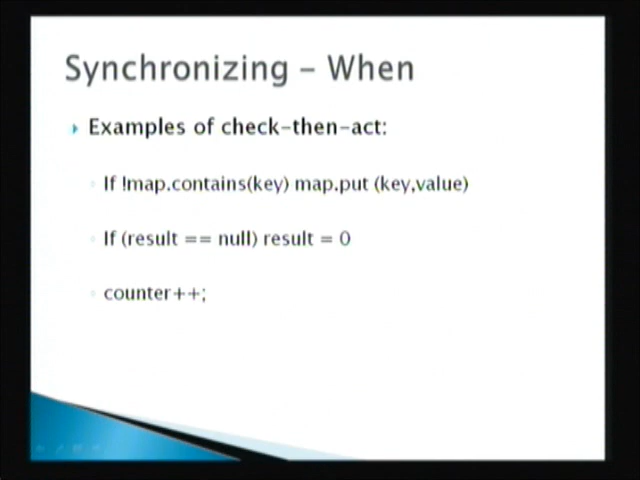 Synchronizing – When
Examples of check-then-act:
If !map.contains(key) map.put (key,value)
If (result == null) result = 0
counter++;